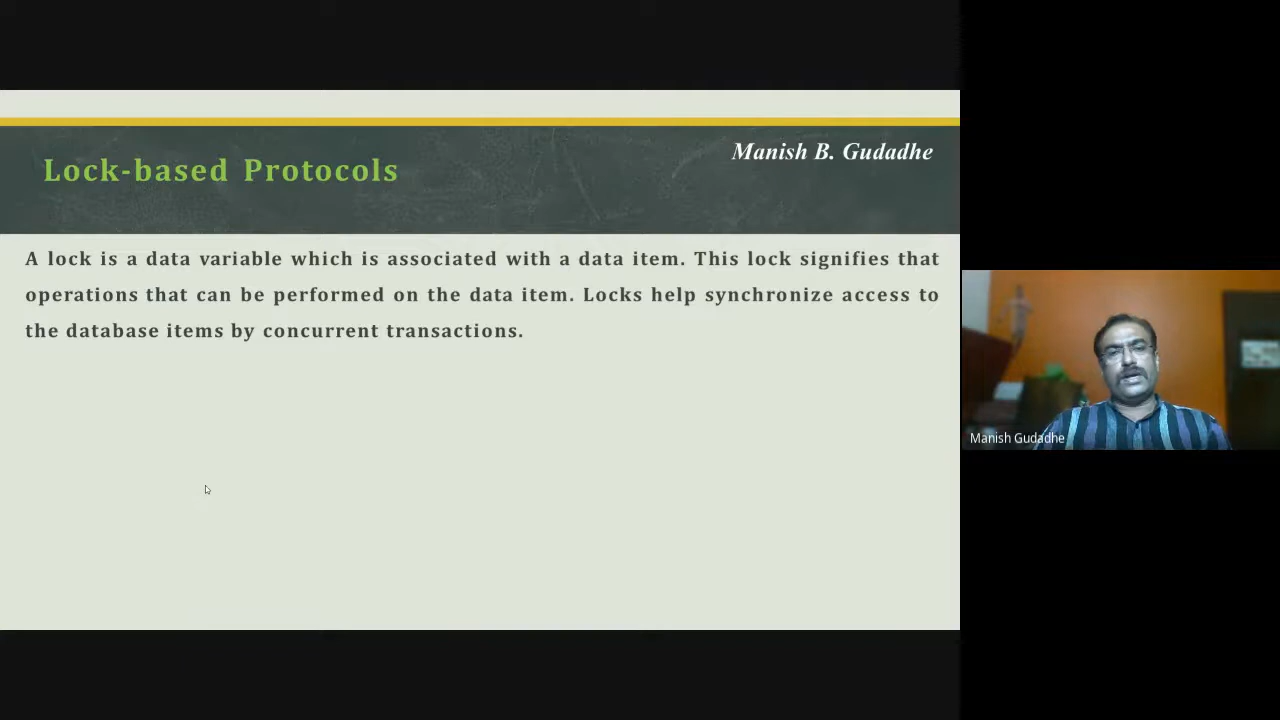 Manish B. Gudadhe
Lock-based Protocols
A lock is a data variable which is associated with a data item. This lock signifies that
operations that can be performed on the data item. Locks help synchronize access to
the database items by concurrent transactions.
Manish Gudadhe